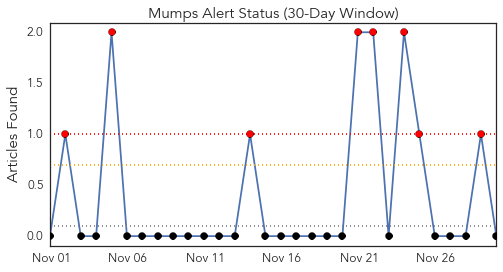 Mumps Alert Status (30-Day Window)
Articles Found
2.0
1.5
1.0
0.5
0.0
Nov 01 Nov 06 Nov 11 Nov 16 Nov 21 Nov 26